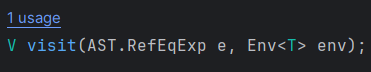 1 usage
V visit(AST.RefEqExp e, Env<T> env);